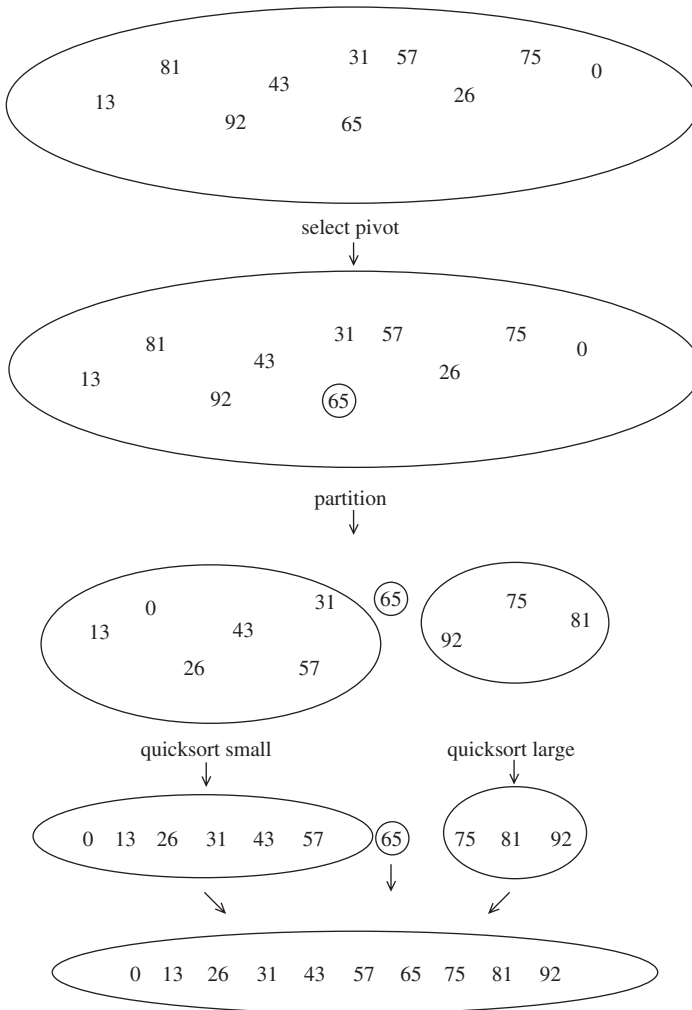 31 57 75
81 0
43 26
13
92 65
select pivot
31 57 75
81 0
43 26
13
92 65
partition
31 65 75
0
13 43 81
92
26 57
quicksort small quicksort large
0 13 26 31 43 57 65 75 81 92
0 13 26 31 43 57 65 75 81 92